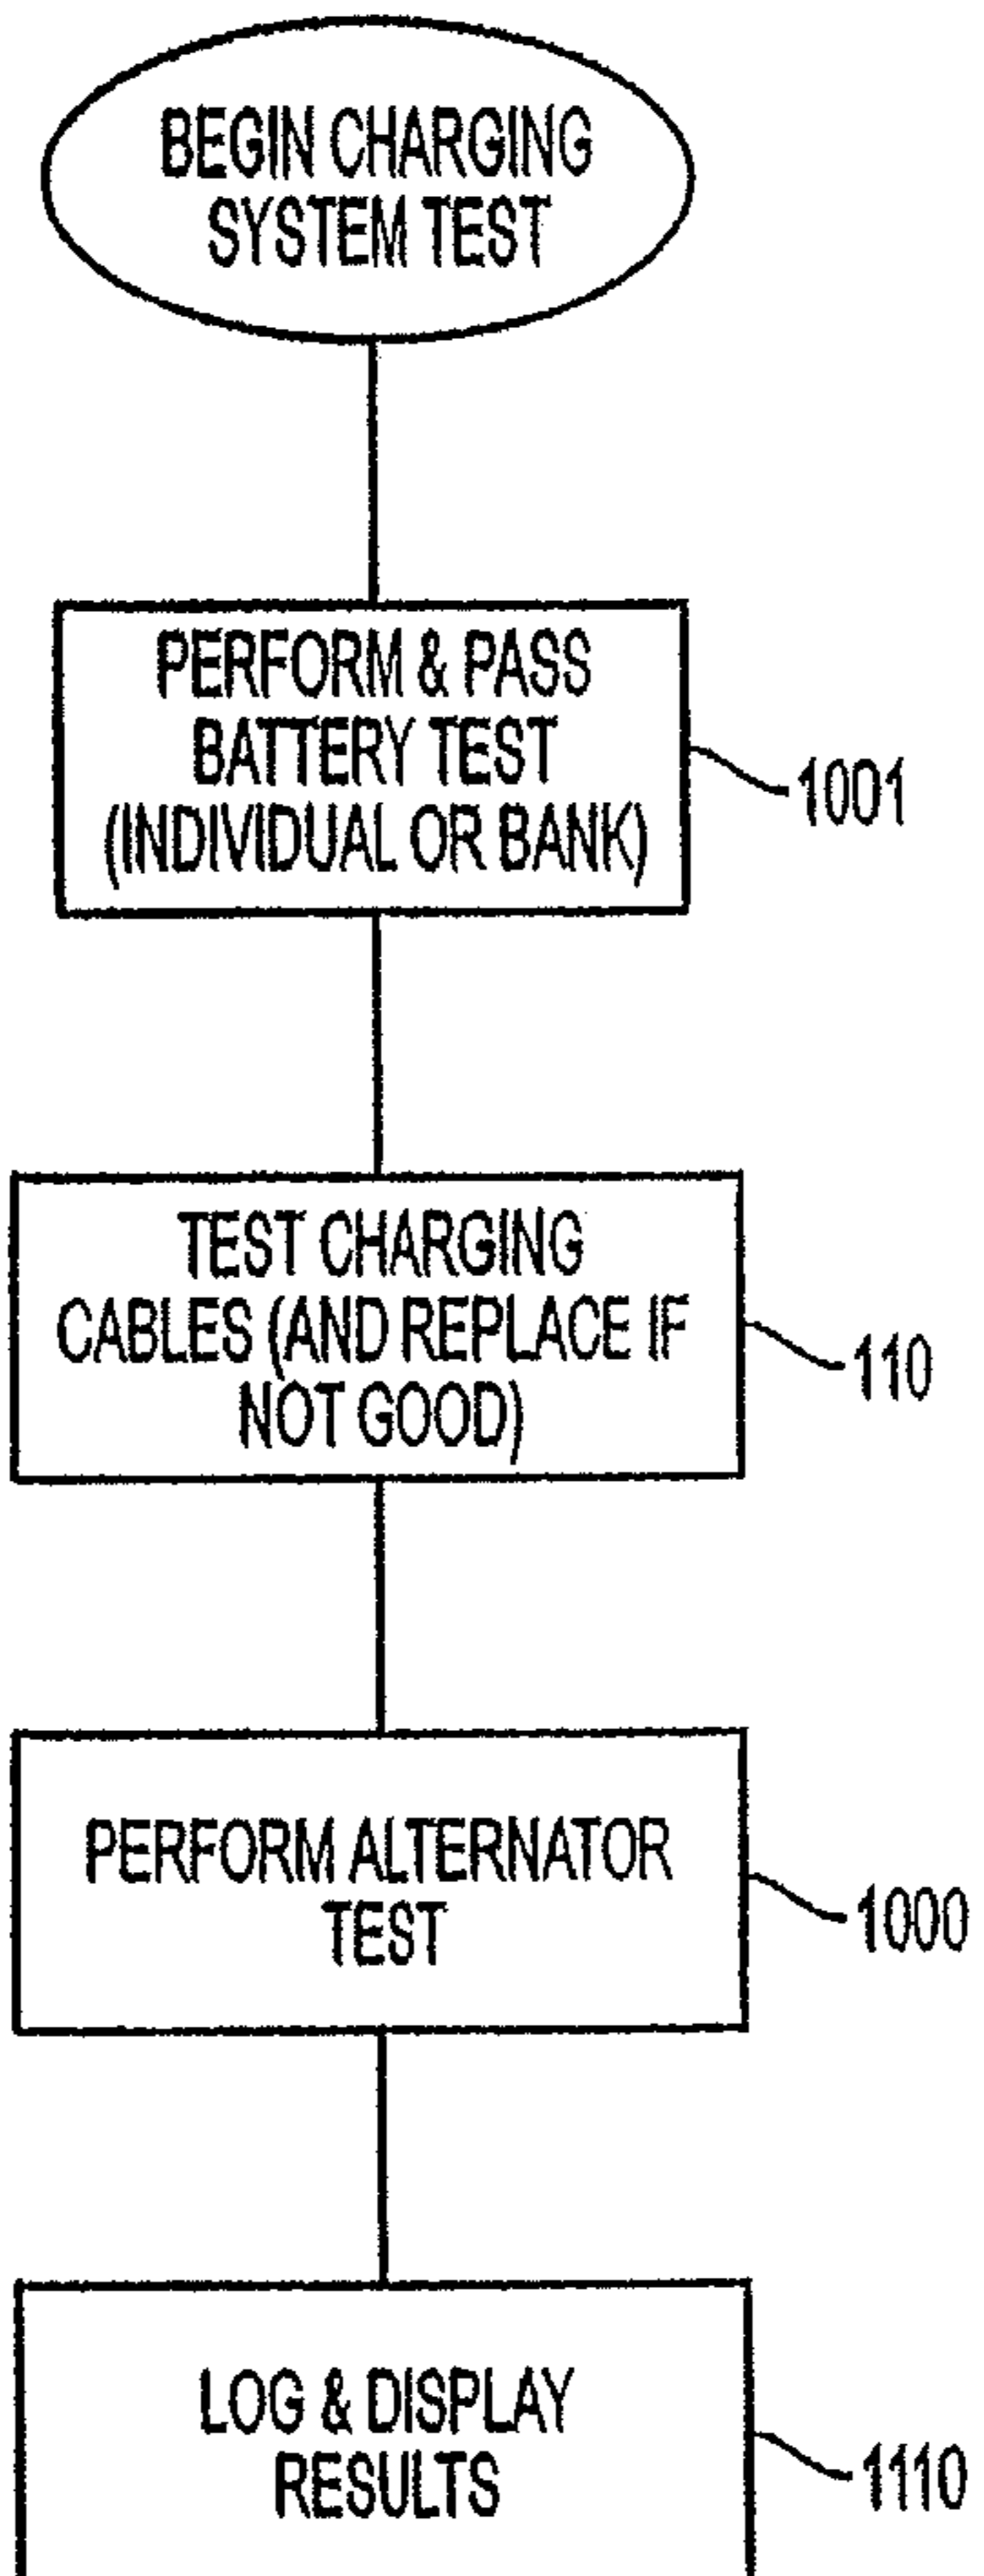 BEGIN CHARGING
SYSTEM TEST
PERFORM & PASS
BATTERY TEST
(INDIVIDUAL OR BANK)
1001
TEST CHARGING
CABLES (AND REPLACE IF
NOT GOOD)
110
PERFORM ALTERNATOR
TEST
1000
LOG & DISPLAY
RESULTS
1110